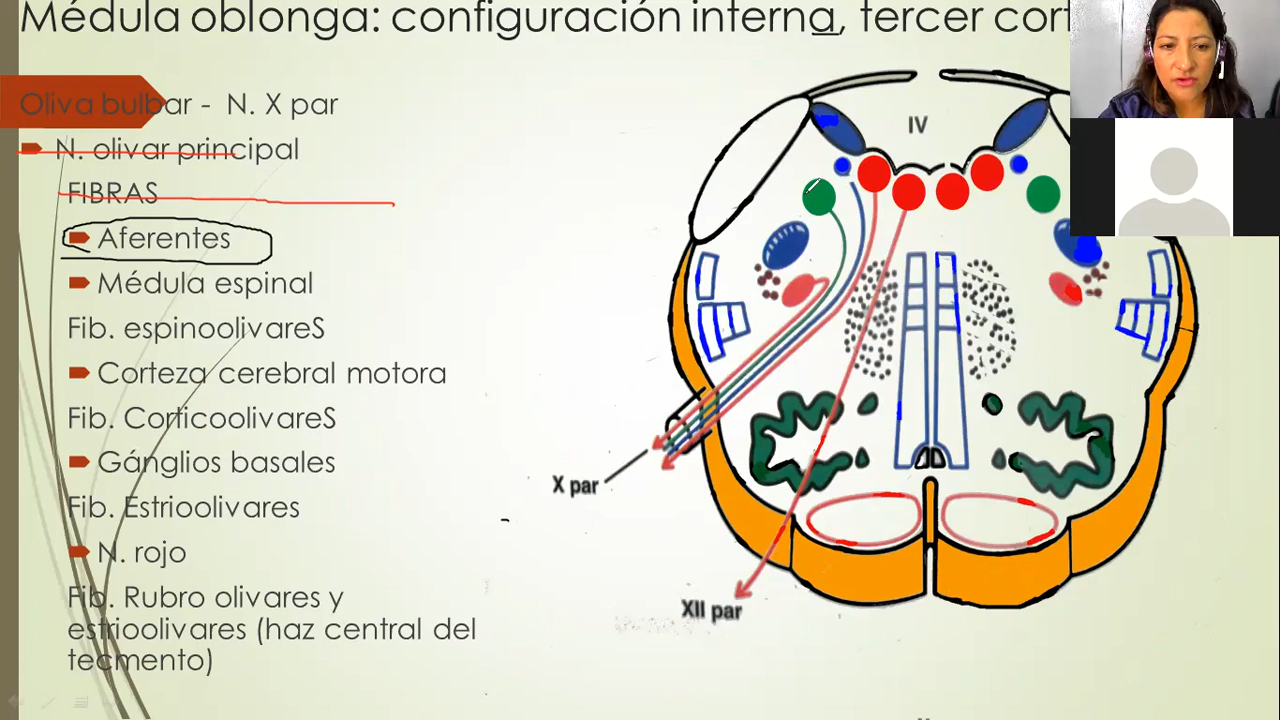 Médula oblonga: configuración interna, tercer cort
Oliva bulbar - N. X par
N. olivar principal
FIBRAS
Aferentes
Médula espinal
Fib. espinoolivareS
Corteza cerebral motora
Fib. CorticoolivareS
Gánglios basales
Fib. Estrioolivares
N. rojo
Fib. Rubro olivares y
estrioolivares (haz central del
tecmento)
IV
X par
XII par